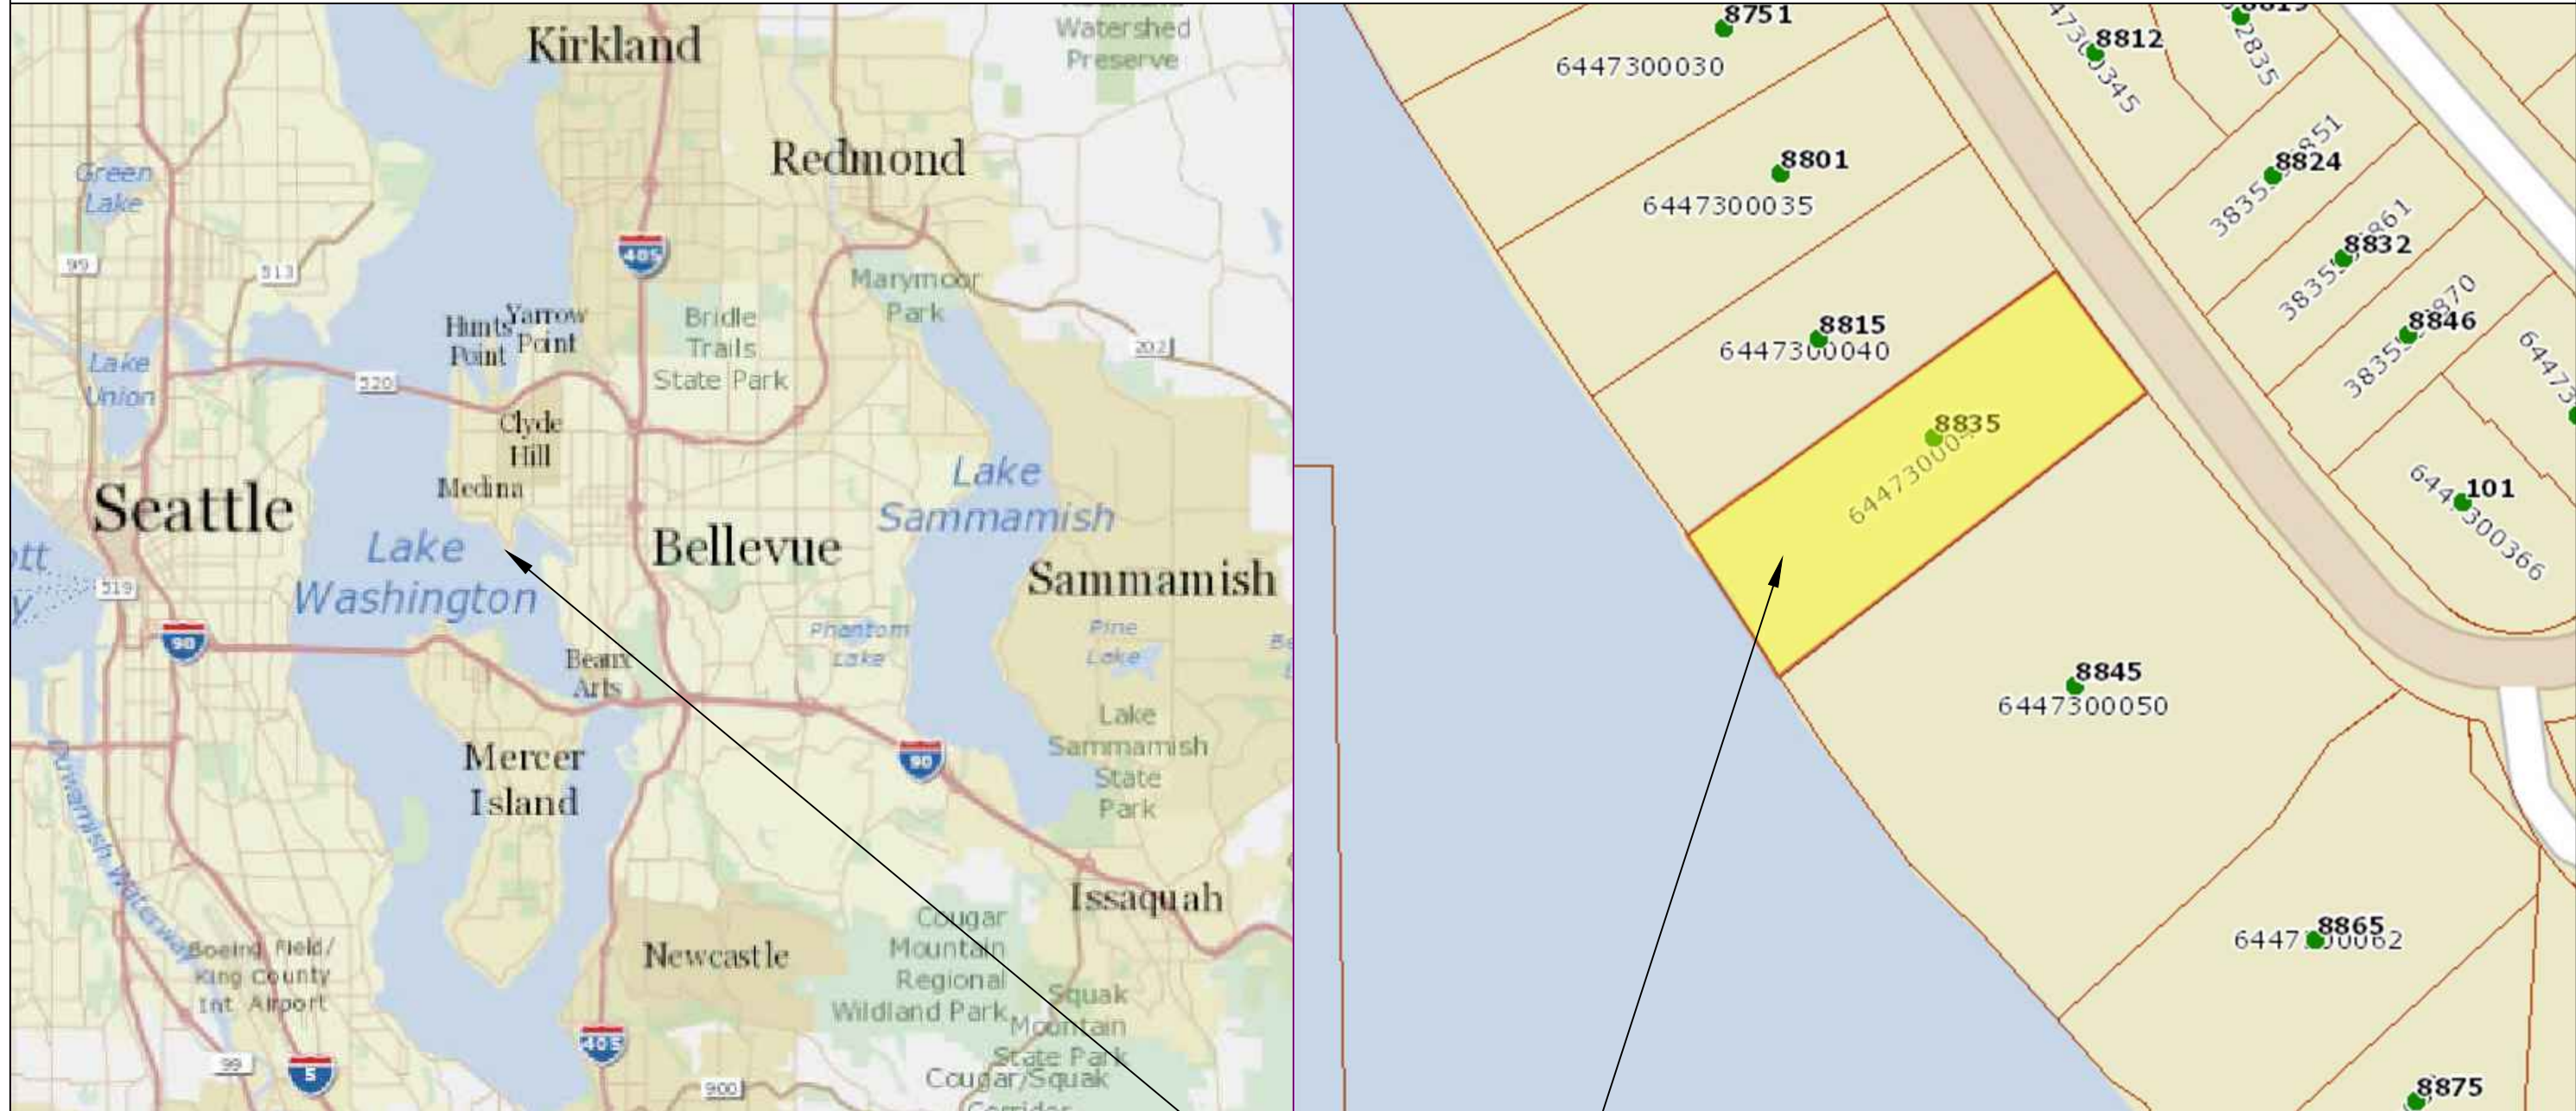 Kirkland
Watershed
Preserve
Redmond
Green
Lake
99
513
405
Marymoor
Park
Hunts
Point
Yarrow
Point
Bridle
Trails
State Park
202
Lake
Union
520
Clyde
Hill
Medina
Lake
Sammamish
Seattle
Lake
Washington
Bellevue
Sammamish
519
90
Phantom
Lake
Pine
Lake
Beaux
Arts
Mercer
Island
90
Lake
Sammamish
State
Park
Duwamish Waterway
Issaquah
Cougar
Mountain
Regional
Wildland Park
Newcastle
Boeing Field/
King County
Int Airport
Squak
Mountain
State Park
Cougar/Squak
Corridor
405
99
5
900
8751
6447300030
8812
8801
6447300035
8824
8832
8815
6447300040
8846
8835
101
8845
6447300050
8865
8875